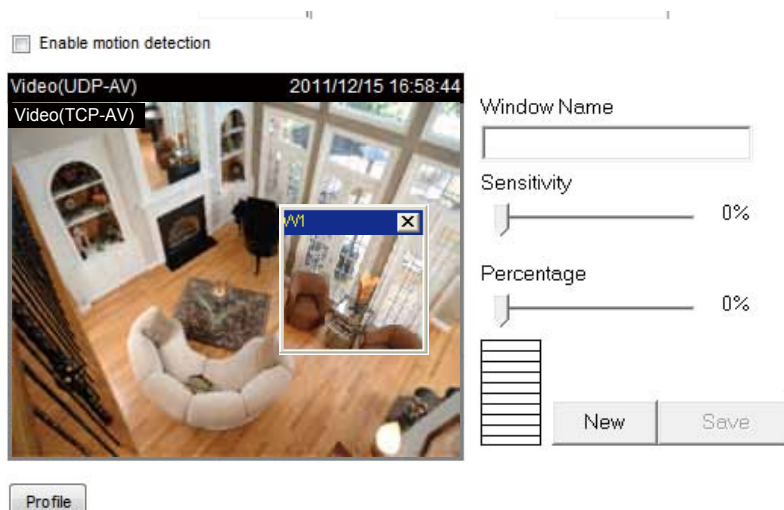 Enable motion detection
Video(UDP-AV) 2011/12/15 16:58:44
Video(TCP-AV)
Window Name
Sensitivity
0%
W1
Percentage
0%
New
Save
Profile